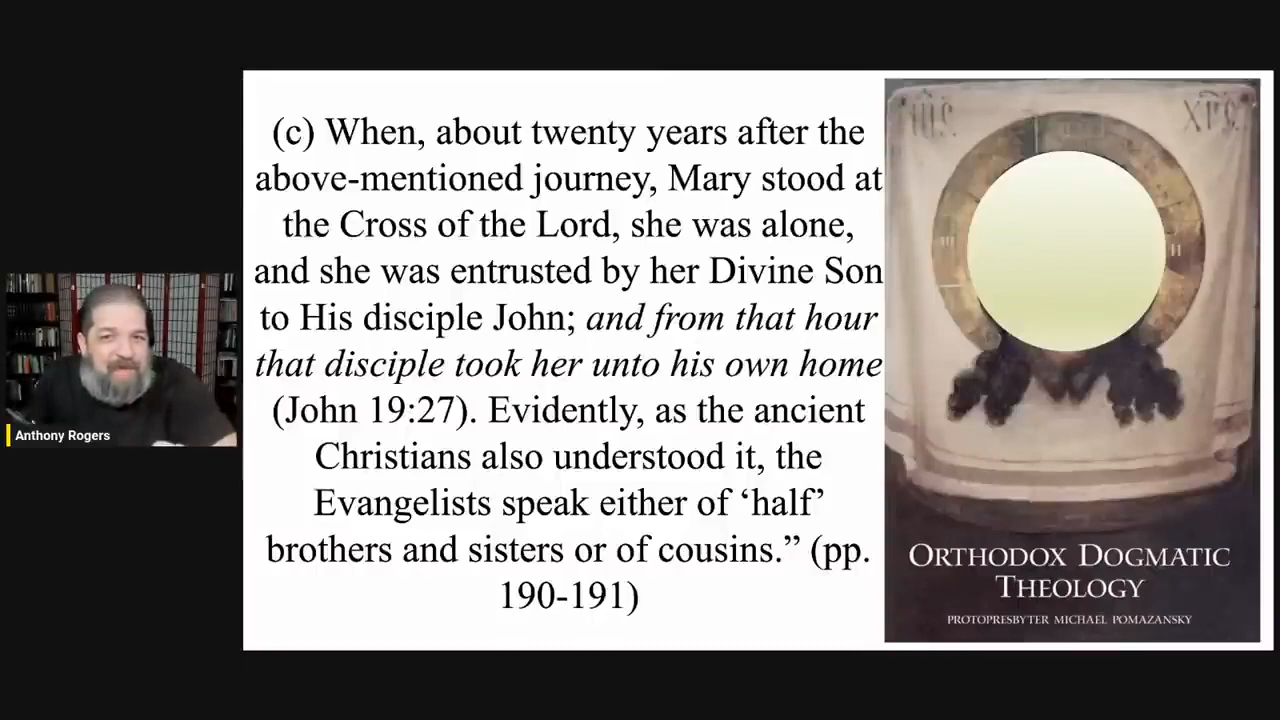 (c) When, about twenty years after the
above-mentioned journey, Mary stood at
the Cross of the Lord, she was alone,
and she was entrusted by her Divine Son
to His disciple John; and from that hour
that disciple took her unto his own home
(John 19:27). Evidently, as the ancient
Christians also understood it, the
Evangelists speak either of ‘half’
brothers and sisters or of cousins.” (pp.
190-191)
ORTHODOX DOGMATIC
THEOLOGY
PROTOPRESBYTER MICHAEL POMAZANSKY
Anthony Rogers